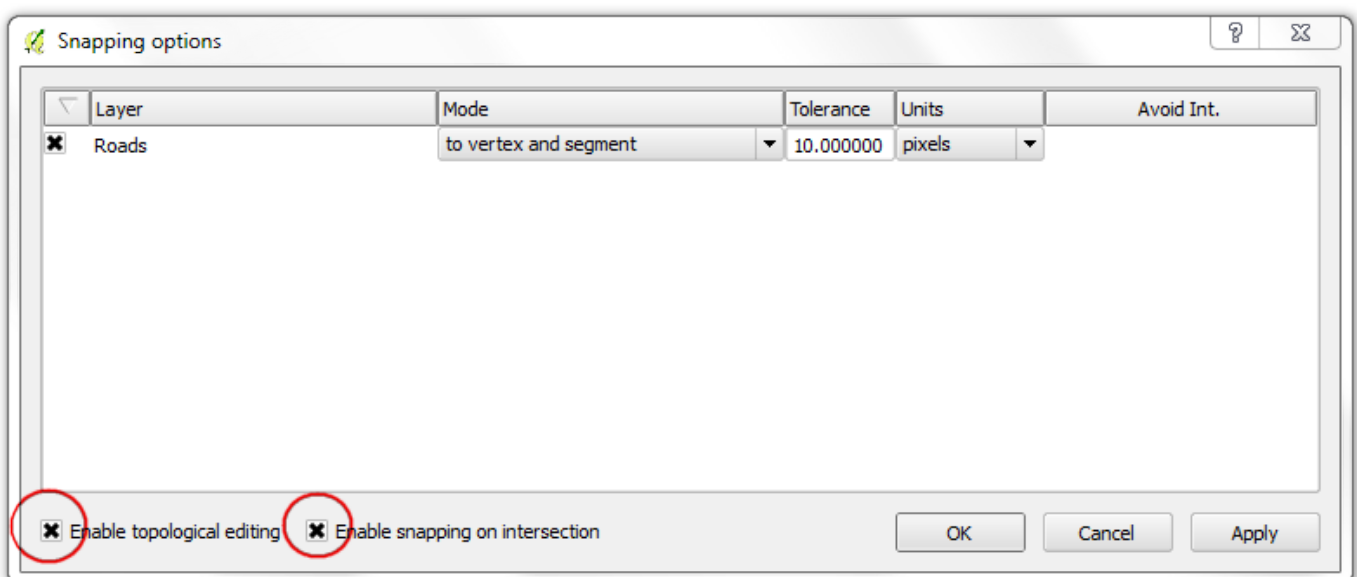 Snapping options
Layer Mode Tolerance Units Avoid Int.
Roads to vertex and segment 10.000000 pixels
Enable topological editing Enable snapping on intersection OK Cancel Apply